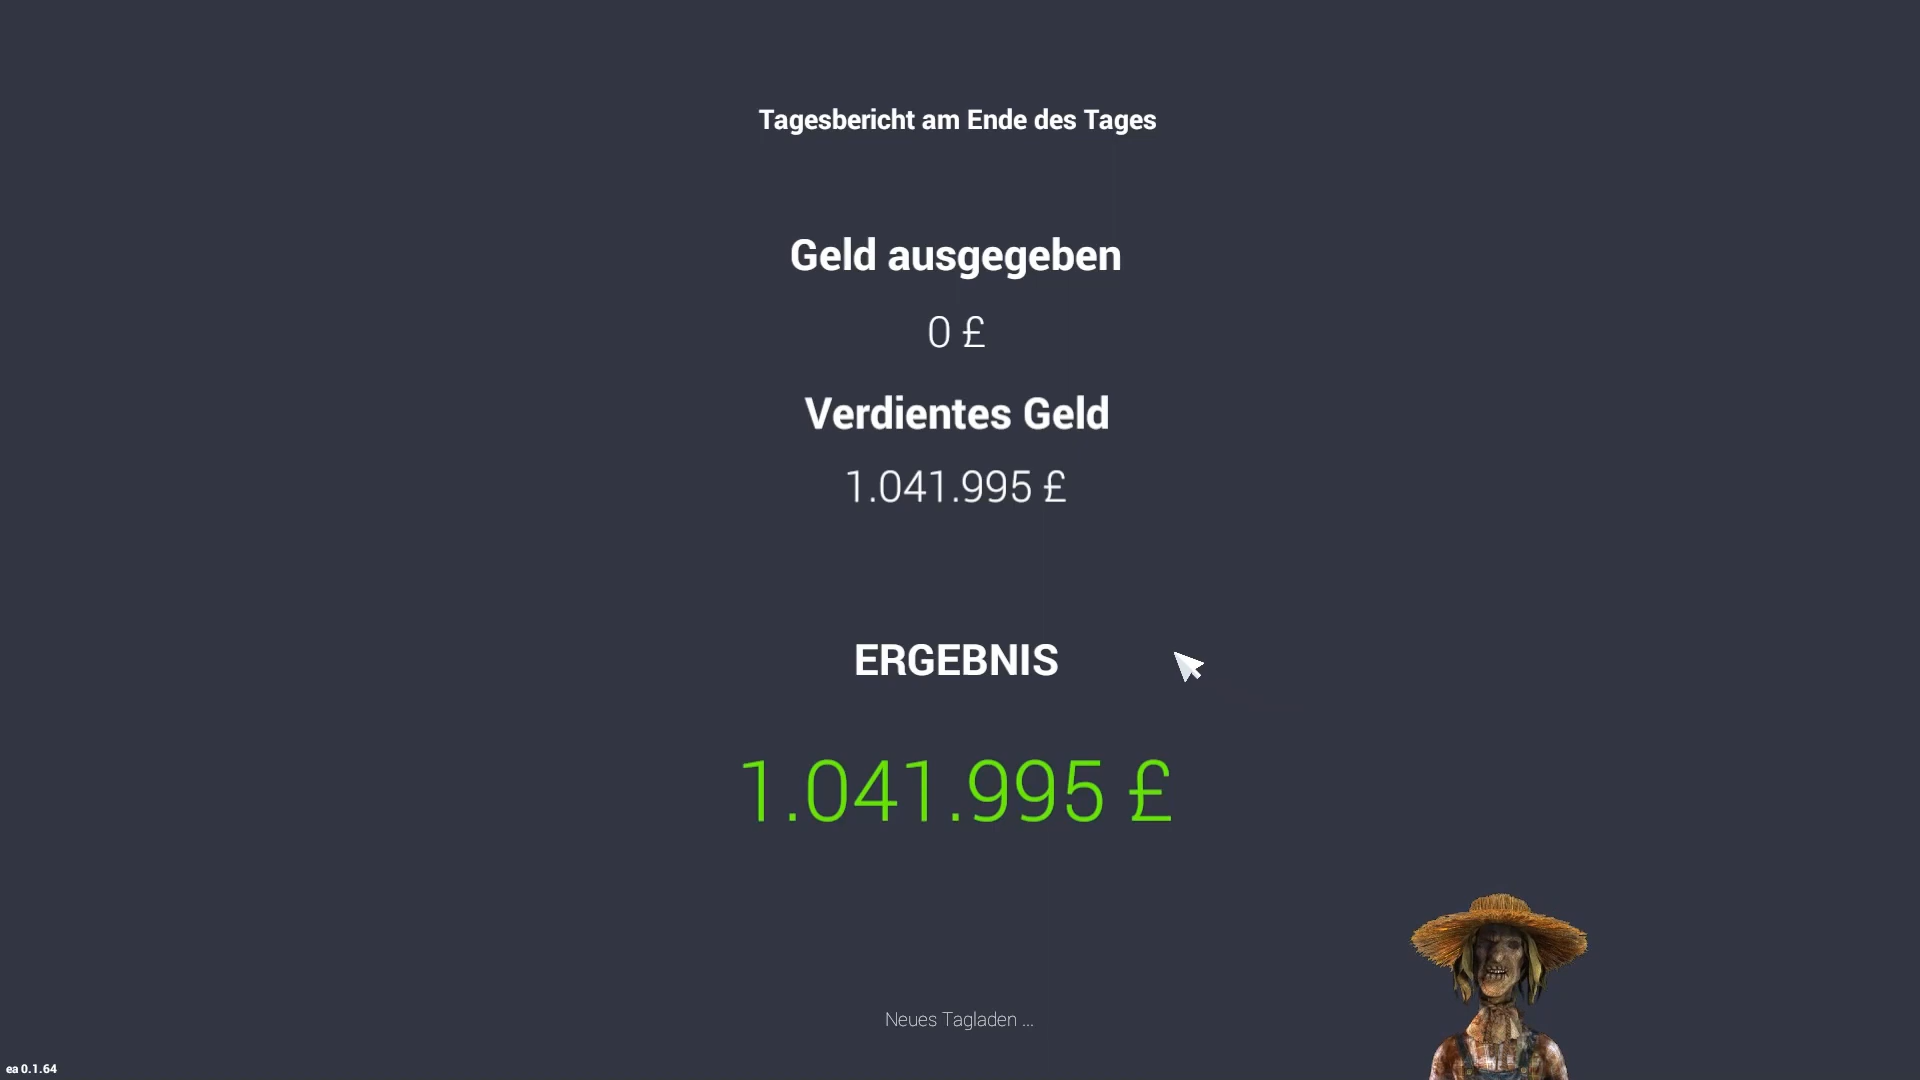 Tagesbericht am Ende des Tages
Geld ausgegeben
0 £
Verdientes Geld
1.041.995 £
ERGEBNIS
1.041.995 £
Neues Tagladen ...
ea 0.1.64